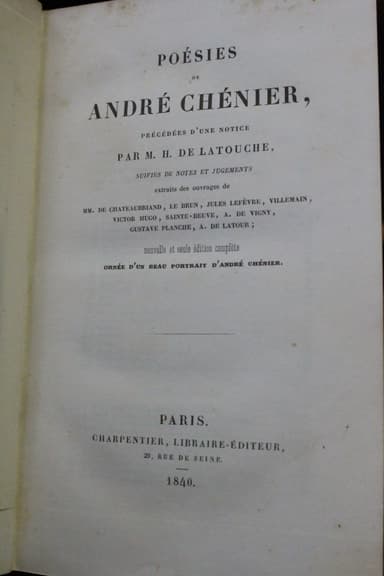 POÉSIES
DE
ANDRÉ CHÉNIER,
PRÉCÉDÉES D'UNE NOTICE
PAR M. H. DE LATOUCHE,
SUIVIES DE NOTES ET JUGEMENTS
extraits des ouvrages de
MM. DE CHATEAUBRIAND, LE BRUN, JULES LEFÈVRE, VILLEMAIN,
VICTOR HUGO, SAINTE-BEUVE, A. DE VIGNY,
GUSTAVE PLANCHE, A. DE LATOUR;
nouvelle et seule édition complète
ORNÉE D'UN BEAU PORTRAIT D'ANDRÉ CHÉNIER.
PARIS.
CHARPENTIER, LIBRAIRE-ÉDITEUR,
29, RUE DE SEINE.
1840.